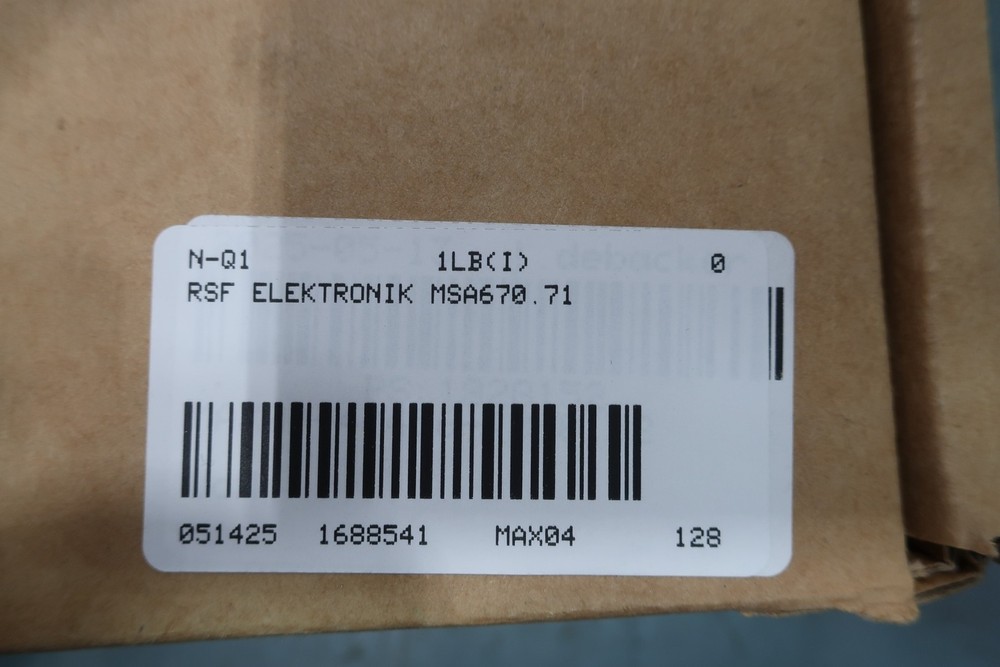 N-Q1 1LB(I) 0
RSF ELEKTRONIK MSA670.71
051425 1688541 MAX04 128